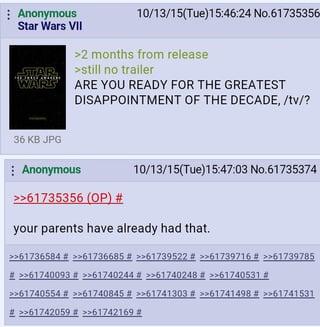 Anonymous 10/13/15(Tue)15:46:24 No.61735356
Star Wars VII
>2 months from release
>still no trailer
ARE YOU READY FOR THE GREATEST
DISAPPOINTMENT OF THE DECADE, /tv/?
STAR WARS
THE FORCE AWAKENS
36 KB JPG
Anonymous 10/13/15(Tue)15:47:03 No.61735374
>>61735356 (OP) #
your parents have already had that.
>>61736584 # >>61736685 # >>61739522 # >>61739716 # >>61739785
# >>61740093 # >>61740244 # >>61740248 # >>61740531 #
>>61740554 # >>61740845 # >>61741303 # >>61741498 # >>61741531
# >>61742059 # >>61742169 #